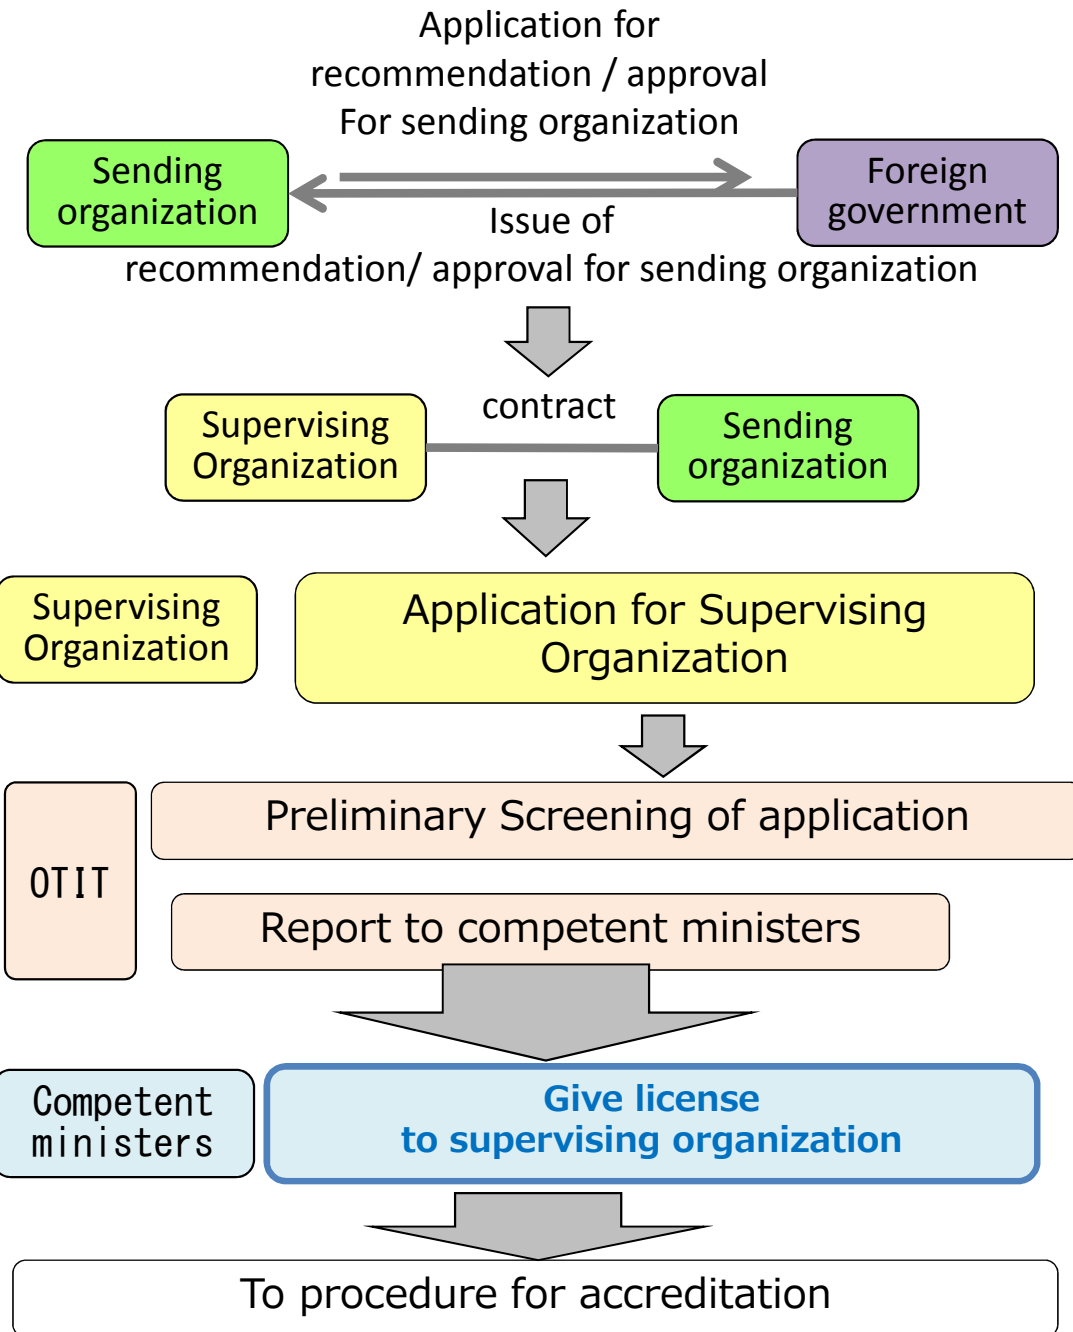 Application for
recommendation / approval
For sending organization
Sending
organization
Foreign
government
Issue of
recommendation/ approval for sending organization
contract
Supervising
Organization
Sending
organization
Supervising
Organization
Application for Supervising
Organization
OTIT
Preliminary Screening of application
Report to competent ministers
Competent
ministers
Give license
to supervising organization
To procedure for accreditation